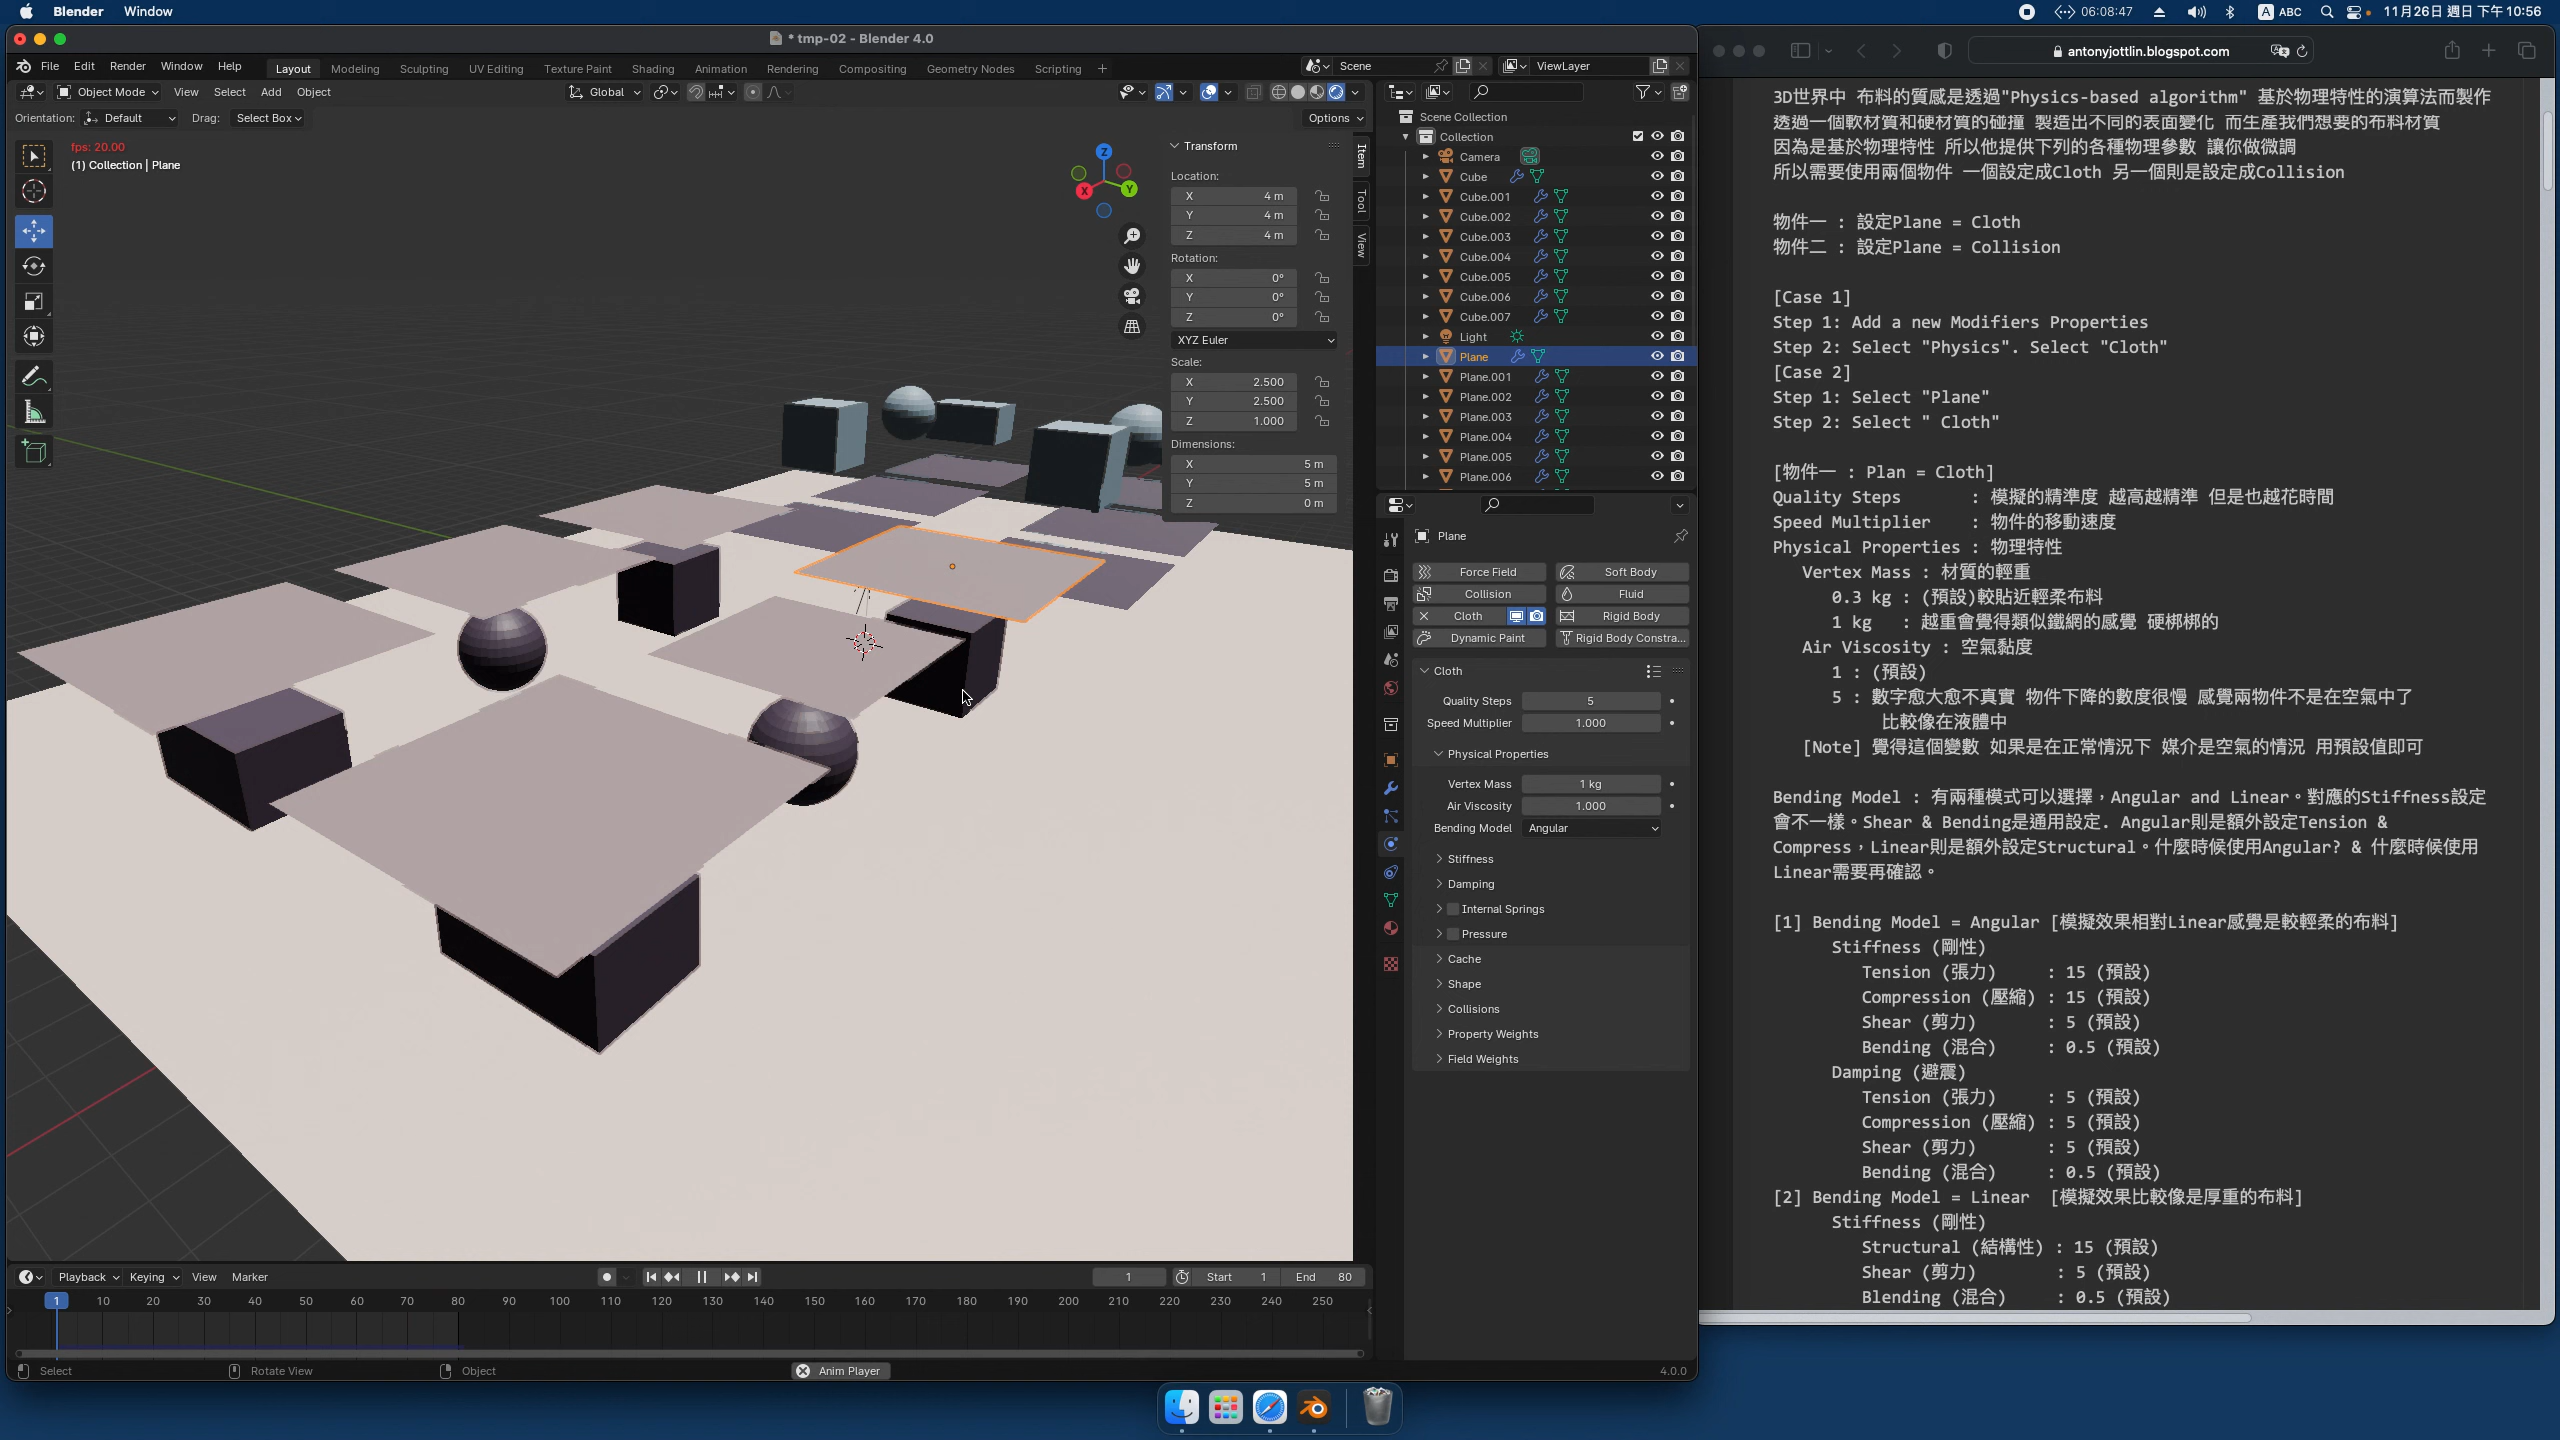 Blender Window
06:08:47 A ABC 11月26日 週日 下午 10:56
* tmp-02 - Blender 4.0
File Edit Render Window Help
Layout Modeling Sculpting UV Editing Texture Paint Shading Animation Rendering Compositing Geometry Nodes Scripting +
Scene ViewLayer
Object Mode View Select Add Object Global
Orientation: Default Drag: Select Box Options
fps: 20.00
(1) Collection | Plane
Z
X Y
Item
Tool
View
Transform
Location:
X 4 m
Y 4 m
Z 4 m
Rotation:
X 0°
Y 0°
Z 0°
XYZ Euler
Scale:
X 2.500
Y 2.500
Z 1.000
Dimensions:
X 5 m
Y 5 m
Z 0 m
Scene Collection
Collection
Camera
Cube
Cube.001
Cube.002
Cube.003
Cube.004
Cube.005
Cube.006
Cube.007
Light
Plane
Plane.001
Plane.002
Plane.003
Plane.004
Plane.005
Plane.006
Plane
Force Field Soft Body
Collision Fluid
Cloth Rigid Body
Dynamic Paint Rigid Body Constra...
Cloth
Quality Steps 5
Speed Multiplier 1.000
Physical Properties
Vertex Mass 1 kg
Air Viscosity 1.000
Bending Model Angular
Stiffness
Damping
Internal Springs
Pressure
Cache
Shape
Collisions
Property Weights
Field Weights
Playback Keying View Marker 1 Start 1 End 80
1 10 20 30 40 50 60 70 80 90 100 110 120 130 140 150 160 170 180 190 200 210 220 230 240 250
Select Rotate View Object Anim Player 4.0.0
antonyjottlin.blogspot.com
3D世界中 布料的質感是透過"Physics-based algorithm" 基於物理特性的演算法而製作
透過一個軟材質和硬材質的碰撞 製造出不同的表面變化 而生產我們想要的布料材質
因為是基於物理特性 所以他提供下列的各種物理參數 讓你做微調
所以需要使用兩個物件 一個設定成Cloth 另一個則是設定成Collision
物件一 : 設定Plane = Cloth
物件二 : 設定Plane = Collision
[Case 1]
Step 1: Add a new Modifiers Properties
Step 2: Select "Physics". Select "Cloth"
[Case 2]
Step 1: Select "Plane"
Step 2: Select " Cloth"
[物件一 : Plan = Cloth]
Quality Steps : 模擬的精準度 越高越精準 但是也越花時間
Speed Multiplier : 物件的移動速度
Physical Properties : 物理特性
Vertex Mass : 材質的輕重
0.3 kg : (預設)較貼近輕柔布料
1 kg : 越重會覺得類似鐵網的感覺 硬梆梆的
Air Viscosity : 空氣黏度
1 : (預設)
5 : 數字愈大愈不真實 物件下降的數度很慢 感覺兩物件不是在空氣中了
比較像在液體中
[Note] 覺得這個變數 如果是在正常情況下 媒介是空氣的情況 用預設值即可
Bending Model : 有兩種模式可以選擇，Angular and Linear。對應的Stiffness設定
會不一樣。Shear & Bending是通用設定. Angular則是額外設定Tension &
Compress，Linear則是額外設定Structural。什麼時候使用Angular? & 什麼時候使用
Linear需要再確認。
[1] Bending Model = Angular [模擬效果相對Linear感覺是較輕柔的布料]
Stiffness (剛性)
Tension (張力) : 15 (預設)
Compression (壓縮) : 15 (預設)
Shear (剪力) : 5 (預設)
Bending (混合) : 0.5 (預設)
Damping (避震)
Tension (張力) : 5 (預設)
Compression (壓縮) : 5 (預設)
Shear (剪力) : 5 (預設)
Bending (混合) : 0.5 (預設)
[2] Bending Model = Linear [模擬效果比較像是厚重的布料]
Stiffness (剛性)
Structural (結構性) : 15 (預設)
Shear (剪力) : 5 (預設)
Blending (混合) : 0.5 (預設)